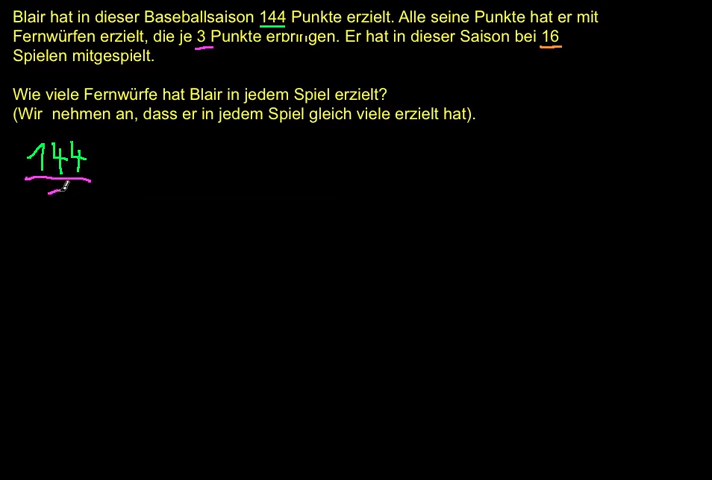 Blair hat in dieser Baseballsaison 144 Punkte erzielt. Alle seine Punkte hat er mit
Fernwürfen erzielt, die je 3 Punkte erbringen. Er hat in dieser Saison bei 16
Spielen mitgespielt.
Wie viele Fernwürfe hat Blair in jedem Spiel erzielt?
(Wir nehmen an, dass er in jedem Spiel gleich viele erzielt hat).
144